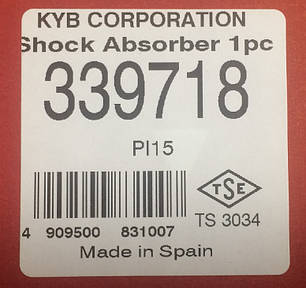 KYB CORPORATION
Shock Absorber 1pc
339718
PI15
TSE
TS 3034
4 909500 831007
Made in Spain